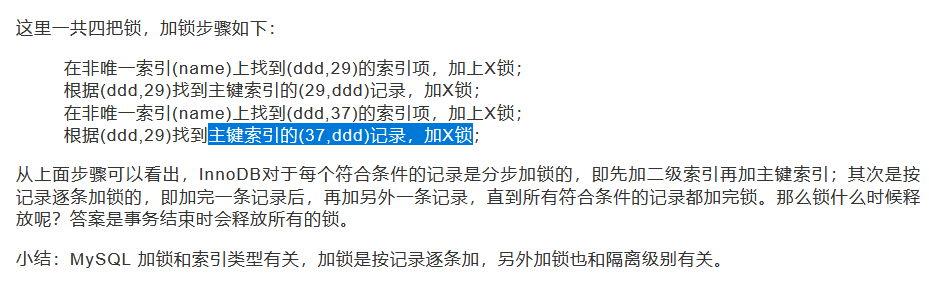 这里一共四把锁，加锁步骤如下：
在非唯一索引(name)上找到(ddd,29)的索引项，加上X锁；
根据(ddd,29)找到主键索引的(29,ddd)记录，加X锁；
在非唯一索引(name)上找到(ddd,37)的索引项，加上X锁；
根据(ddd,29)找到主键索引的(37,ddd)记录，加X锁；
从上面步骤可以看出，InnoDB对于每个符合条件的记录是分步加锁的，即先加二级索引再加主键索引；其次是按
记录逐条加锁的，即加完一条记录后，再加另外一条记录，直到所有符合条件的记录都加完锁。那么锁什么时候释
放呢？答案是事务结束时会释放所有的锁。
小结：MySQL 加锁和索引类型有关，加锁是按记录逐条加，另外加锁也和隔离级别有关。